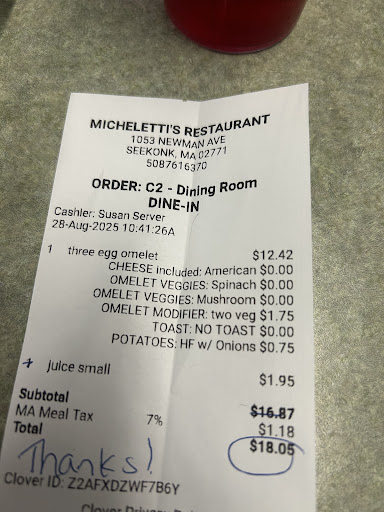 MICHELETTI'S RESTAURANT
1053 NEWMAN AVE
SEEKONK, MA 02771
5087616370
ORDER: C2 - Dining Room
DINE-IN
Cashier: Susan Server
28-Aug-2025 10:41:26A
1 three egg omelet $12.42
CHEESE included: American $0.00
OMELET VEGGIES: Spinach $0.00
OMELET VEGGIES: Mushroom $0.00
OMELET MODIFIER: two veg $1.75
TOAST: NO TOAST $0.00
POTATOES: HF w/ Onions $0.75
1 juice small $1.95
Subtotal $16.87
MA Meal Tax 7% $1.18
Total $18.05
Thanks!
Clover ID: Z2AFXDZWF7B6Y